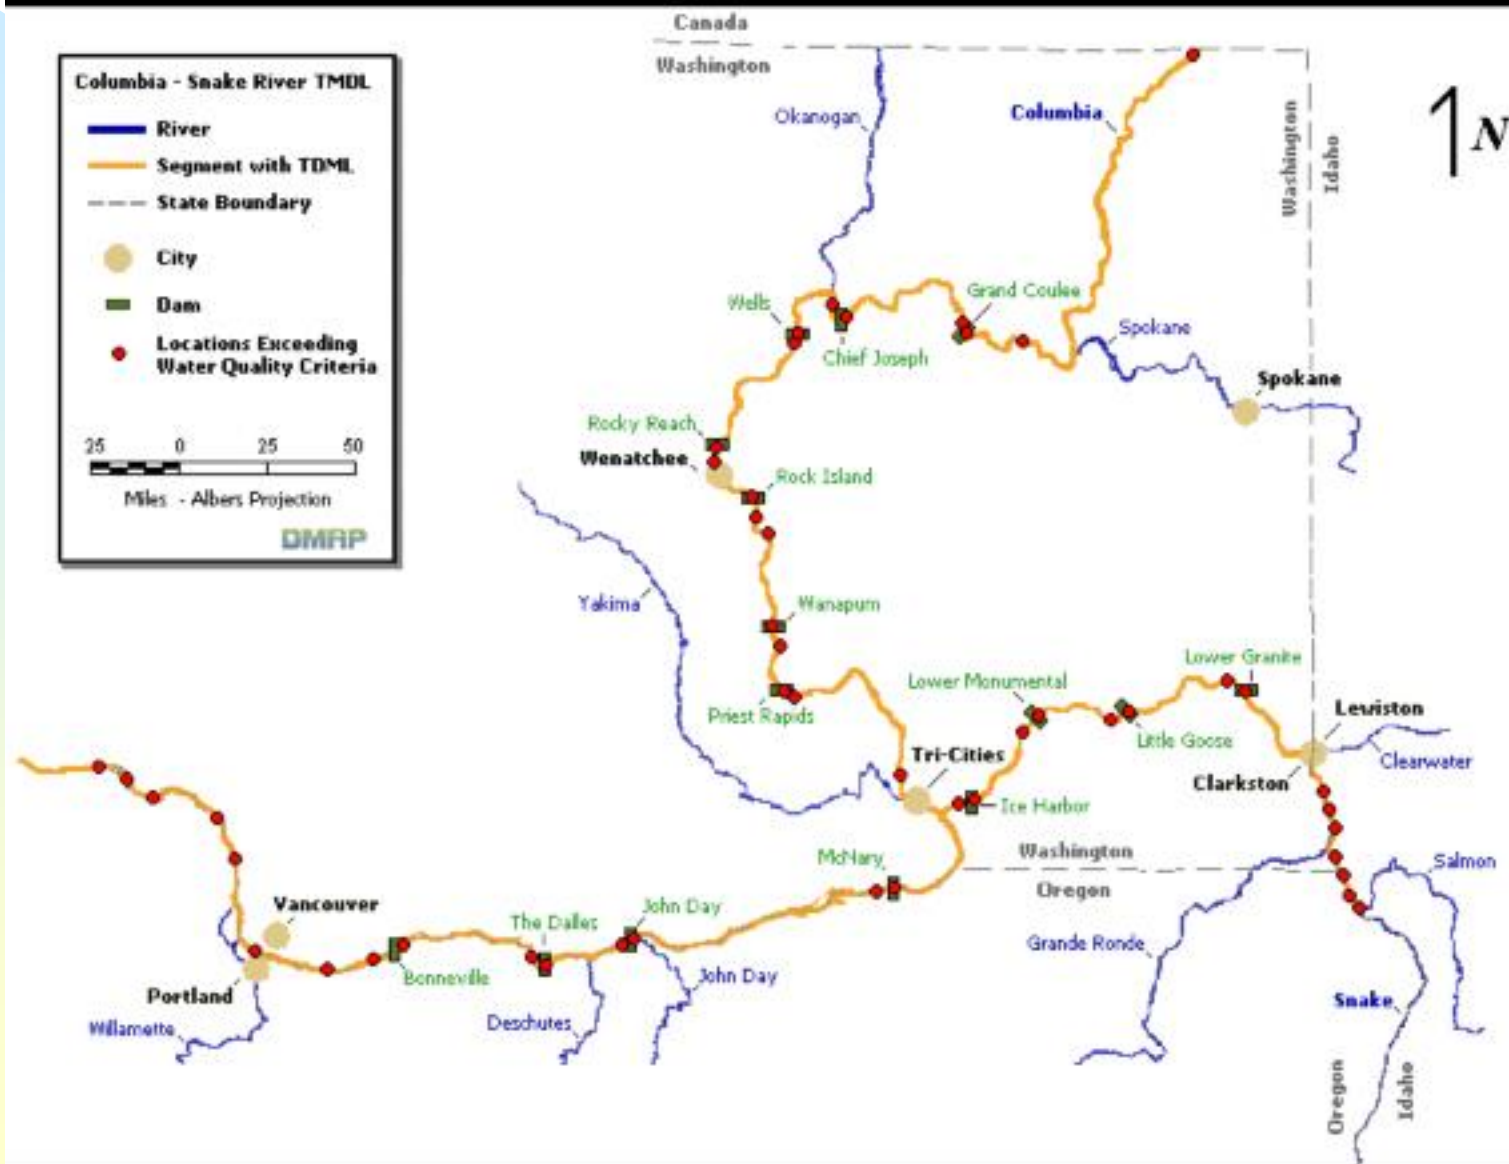 Canada
Washington
Columbia - Snake River TMDL
River
Segment with TDML
State Boundary
City
Dam
Locations Exceeding
Water Quality Criteria
25 0 25 50
Miles - Albers Projection
DMAP
Okanogan
Columbia
Washington
Idaho
N
Wells
Grand Coulee
Chief Joseph
Spokane
Spokane
Rocky Reach
Wenatchee
Rock Island
Yakima
Wanapum
Priest Rapids
Lower Monumental
Lower Granite
Little Goose
Lewiston
Clearwater
Clarkston
Tri-Cities
Ice Harbor
McNary
Washington
Oregon
Salmon
Vancouver
The Dalles
John Day
Grande Ronde
Bonneville
John Day
Portland
Willamette
Deschutes
Snake
Oregon
Idaho